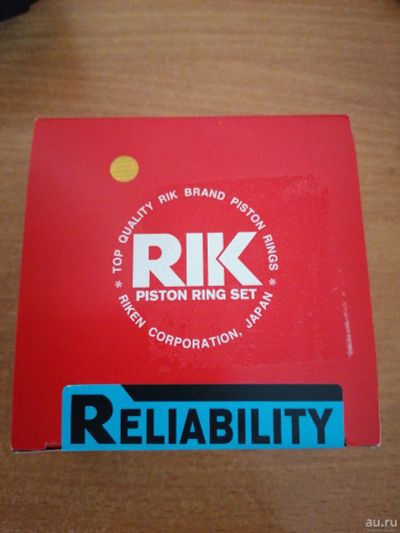 * TOP QUALITY RIK BRAND PISTON RINGS *
RIK
PISTON RING SET
RIKEN CORPORATION, JAPAN
RELIABILITY
au.ru